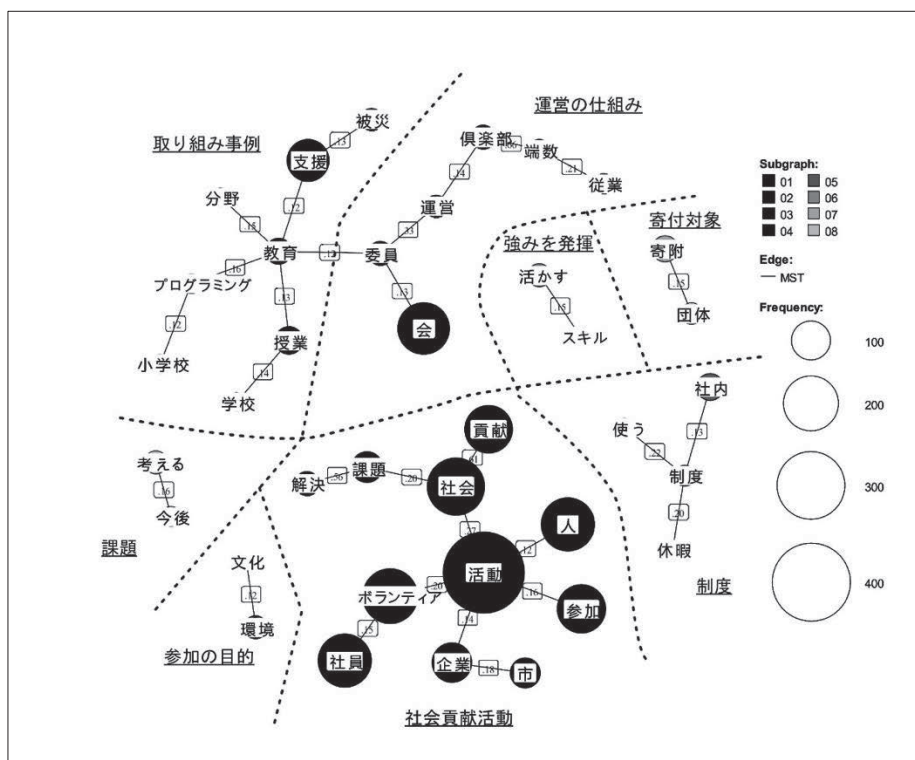 運営の仕組み
取り組み事例
被災
.13
支援
倶楽部
.66
端数
.21
従業
.14
分野
.12
運営
.15
.33
教育
.12
委員
プログラミング
.16
.13
.13
会
.12
授業
小学校
.14
学校
強みを発揮
活かす
.15
スキル
寄付対象
寄附
.15
団体
Subgraph:
01 05
02 06
03 07
04 08
Edge:
MST
Frequency:
100
200
300
400
考える
.16
今後
課題
貢献
.61
課題
.20
社会
解決
.36
.37
人
.12
活動
ボランティア
.20
.16
参加
.15
.14
社員
企業
.18
市
社会貢献活動
文化
.12
環境
参加の目的
社内
使う
.13
.22
制度
.20
休暇
制度